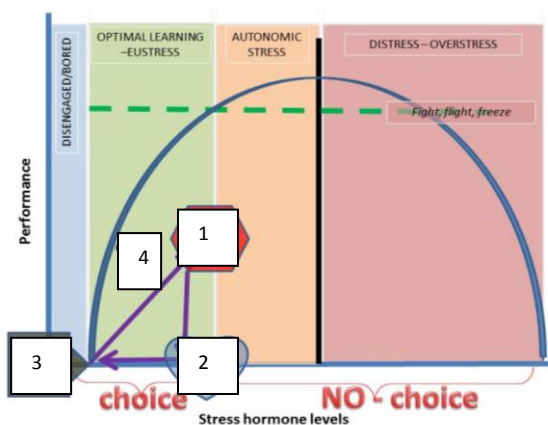 OPTIMAL LEARNING
–EUSTRESS
AUTONOMIC
STRESS
DISTRESS – OVERSTRESS
DISENGAGED/BORED
Fight, flight, freeze
Performance
1
4
3
2
choice
NO - choice
Stress hormone levels